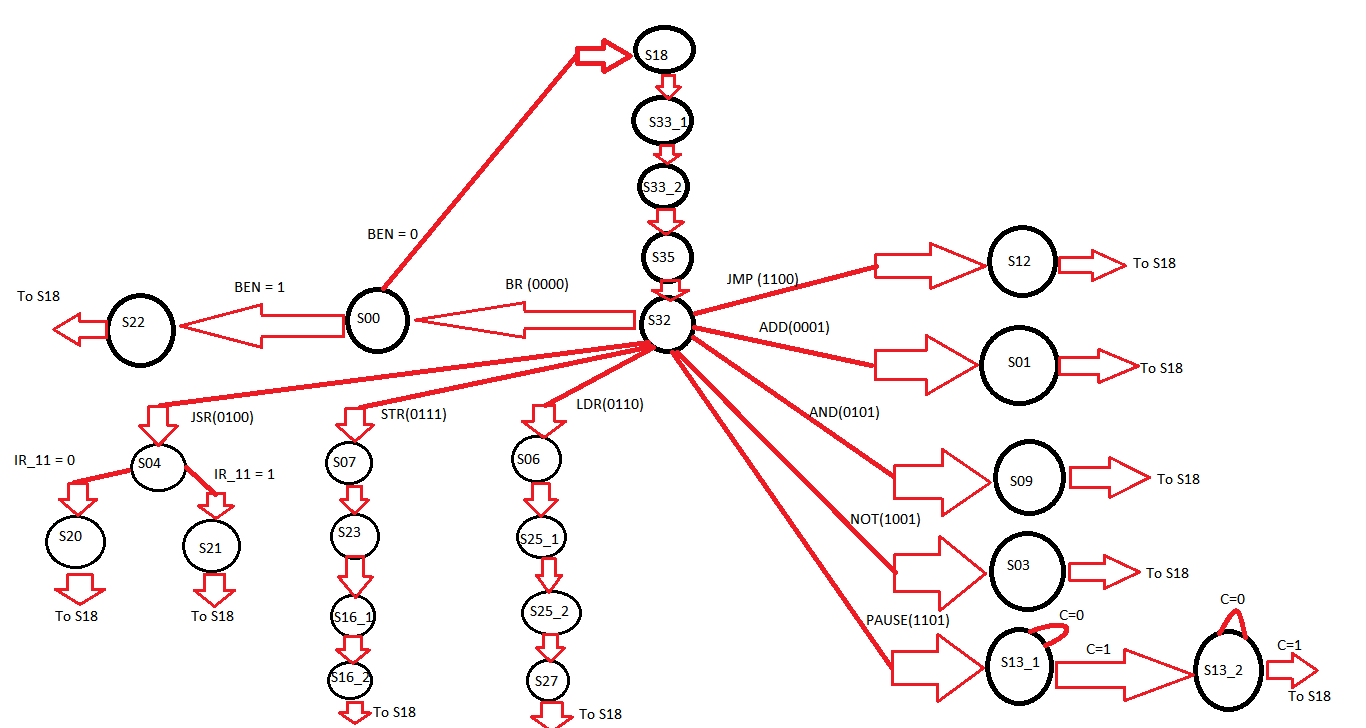 S18
S33_1
S33_2
BEN = 0
S35
S12
To S18
JMP (1100)
BEN = 1
BR (0000)
To S18
S22
S00
S32
ADD(0001)
S01
To S18
LDR(0110)
AND(0101)
JSR(0100)
STR(0111)
IR_11 = 0
S04
IR_11 = 1
S07
S06
S09
To S18
NOT(1001)
S20
S21
S23
S25_1
S03
To S18
To S18
To S18
S16_1
S25_2
PAUSE(1101)
C=0
C=0
C=1
C=1
S13_1
S13_2
To S18
S16_2
S27
To S18
To S18